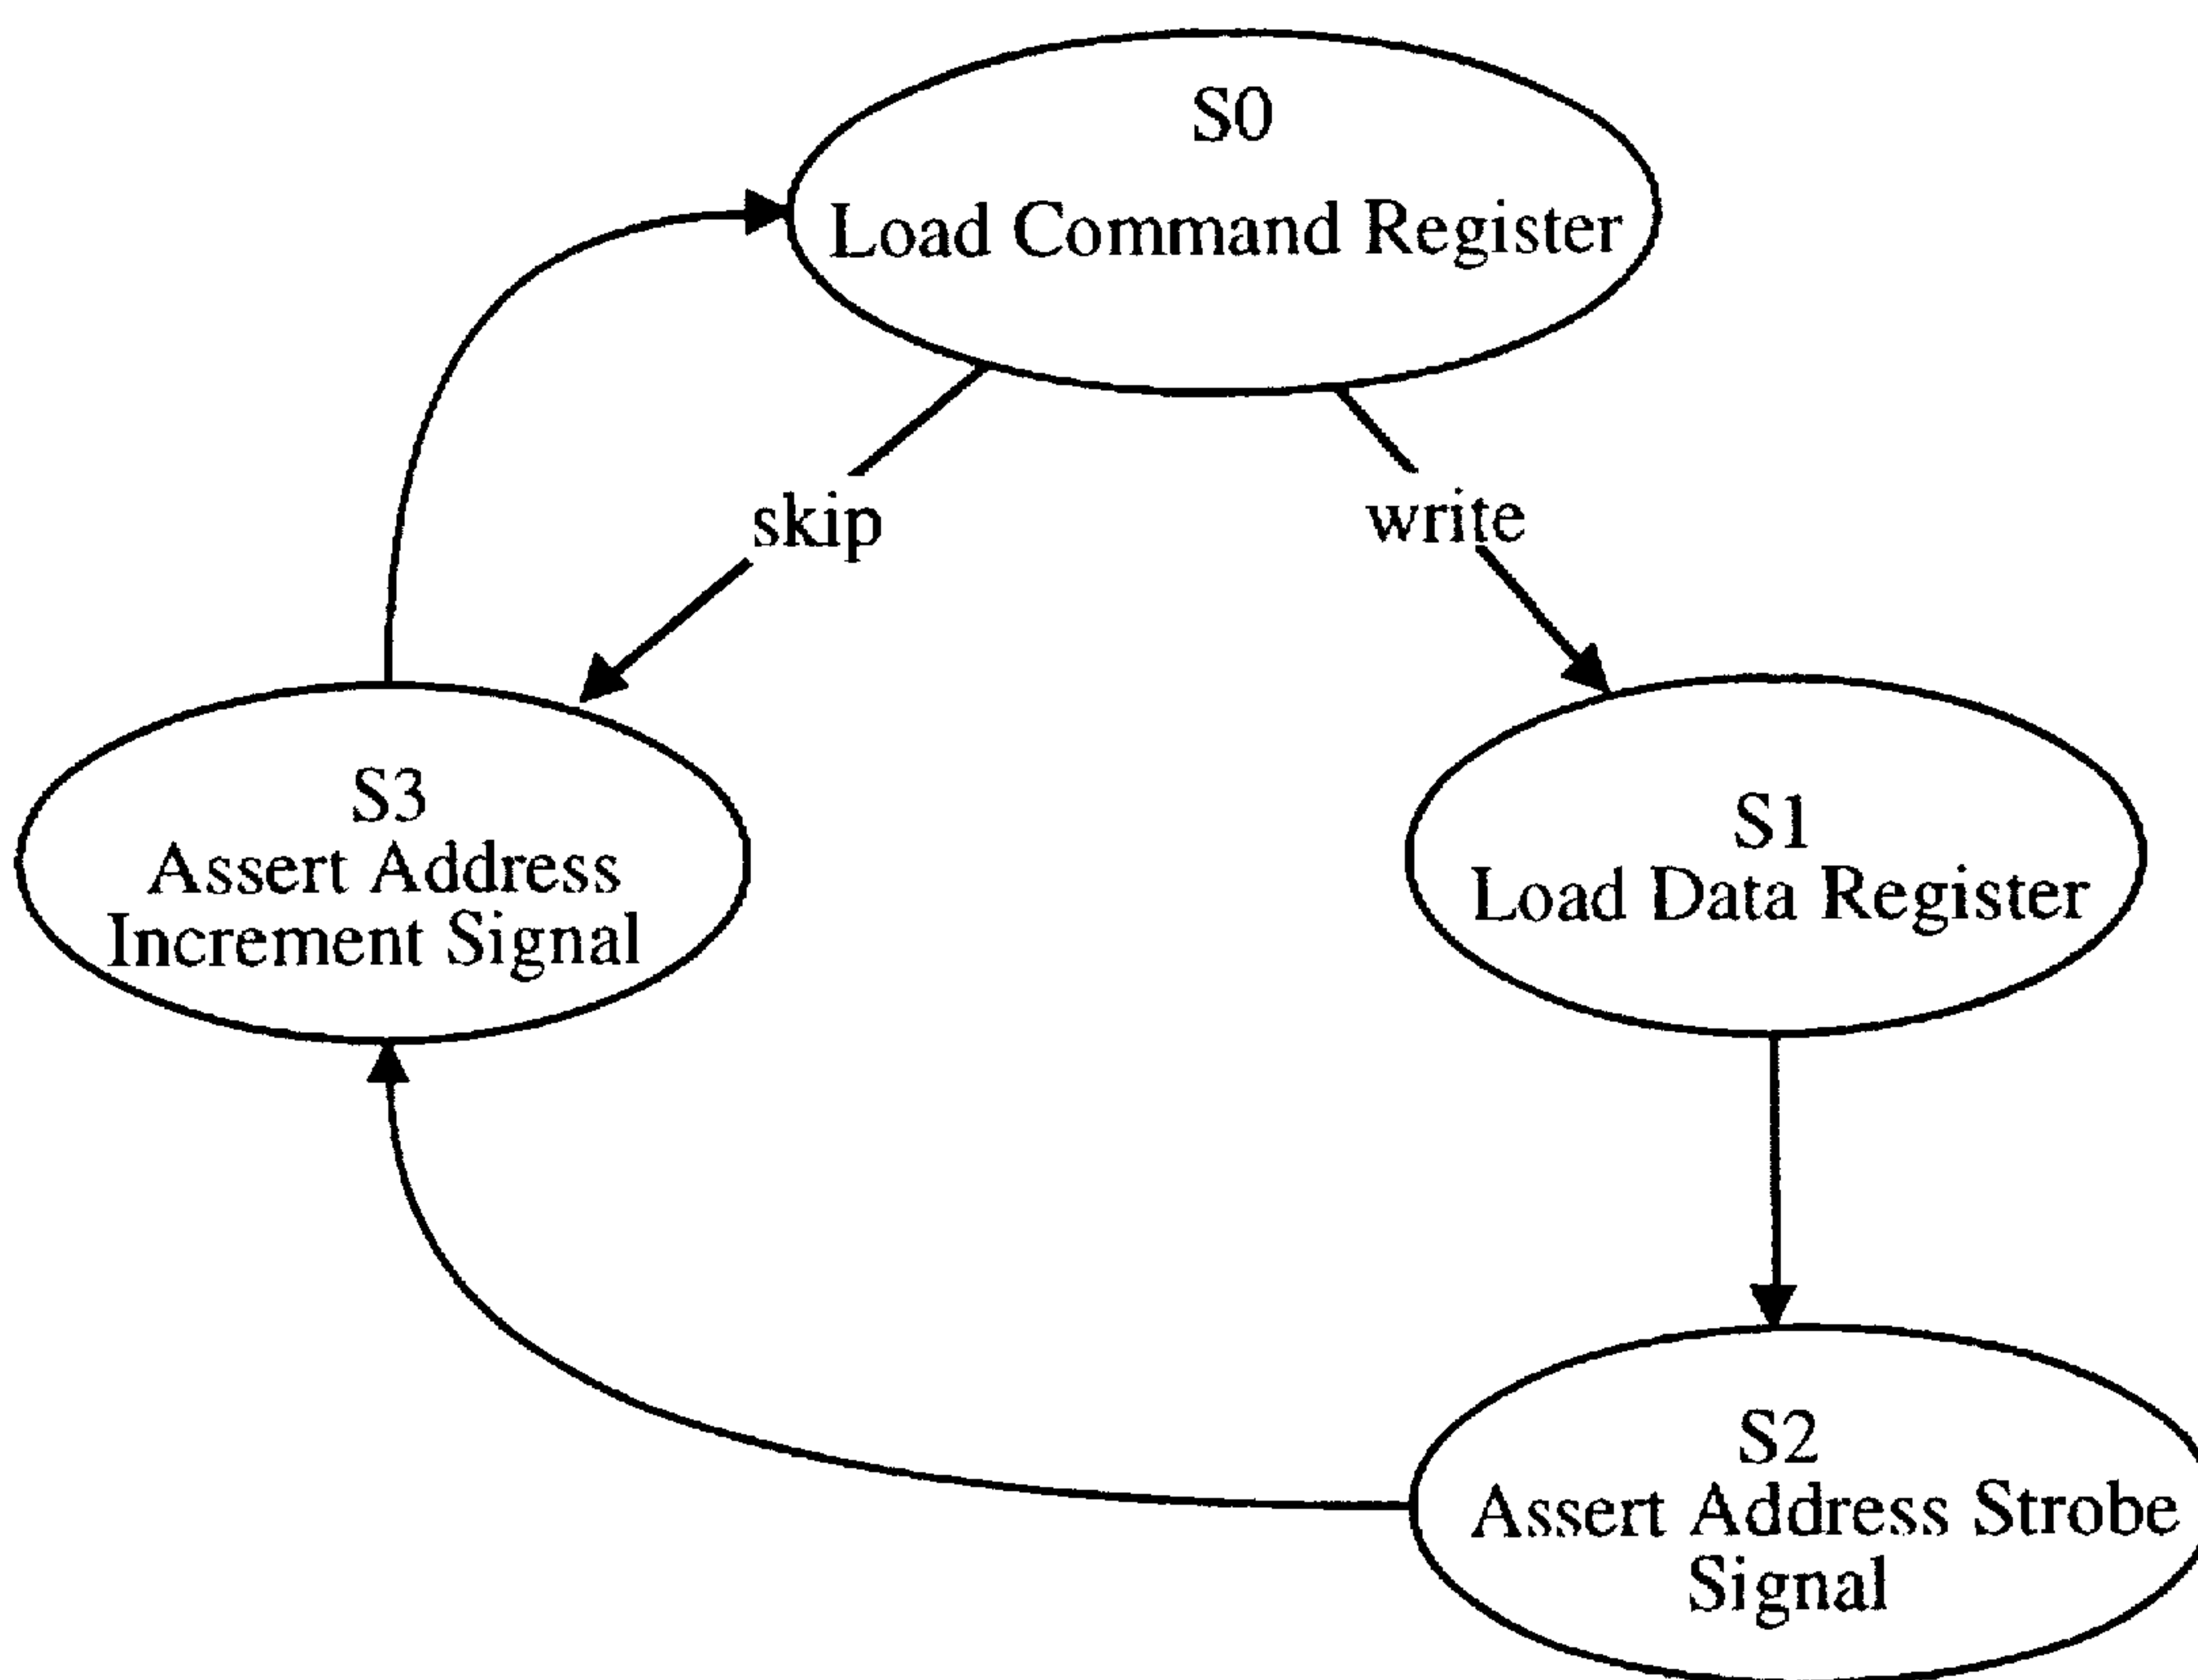 S0
Load Command Register
skip
write
S3
Assert Address
Increment Signal
S1
Load Data Register
S2
Assert Address Strobe
Signal